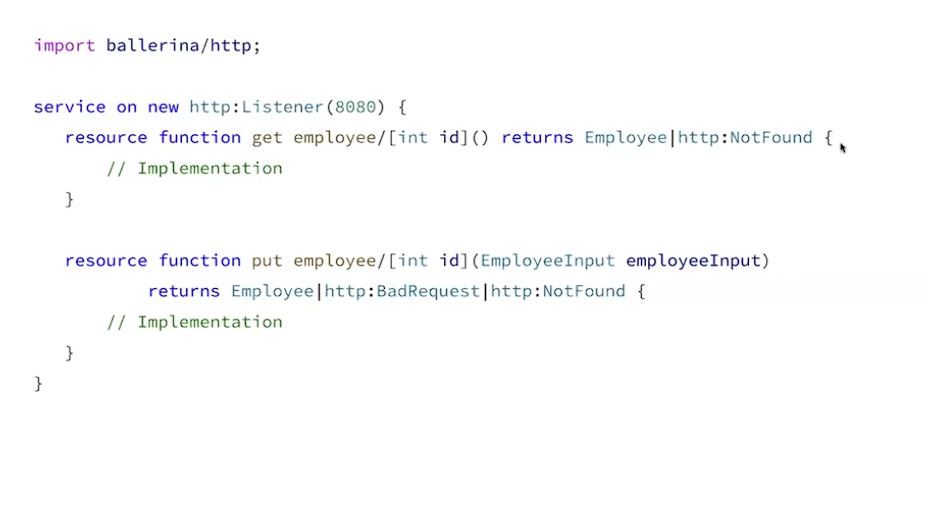 import ballerina/http;
service on new http:Listener(8080) {
resource function get employee/[int id]() returns Employee|http:NotFound {
// Implementation
}
resource function put employee/[int id](EmployeeInput employeeInput)
returns Employee|http:BadRequest|http:NotFound {
// Implementation
}
}